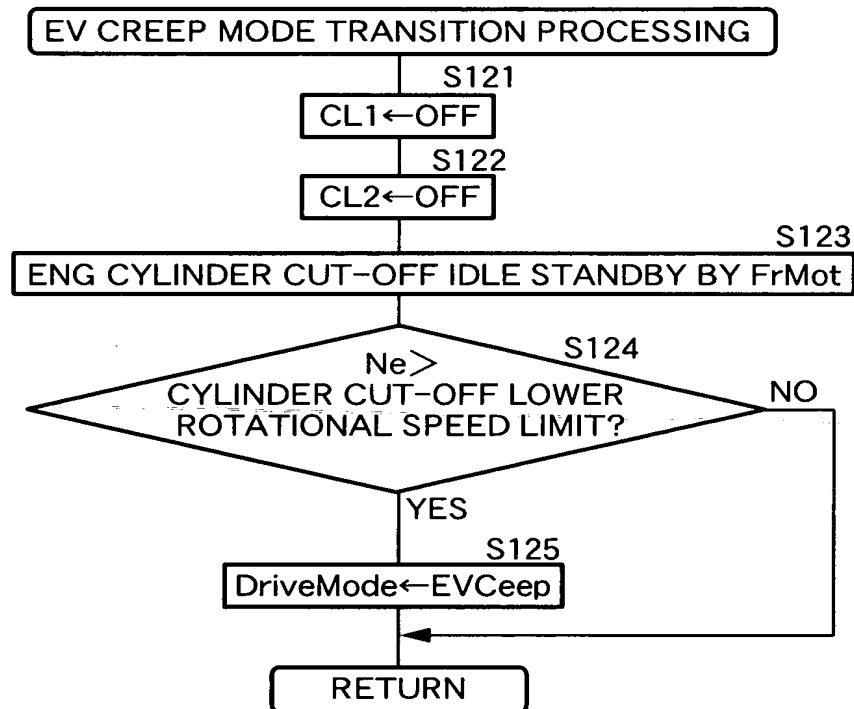 EV CREEP MODE TRANSITION PROCESSING
S121
CL1←OFF
S122
CL2←OFF
S123
ENG CYLINDER CUT-OFF IDLE STANDBY BY FrMot
S124
Ne>
CYLINDER CUT-OFF LOWER
ROTATIONAL SPEED LIMIT?
NO
YES
S125
DriveMode←EVCeep
RETURN